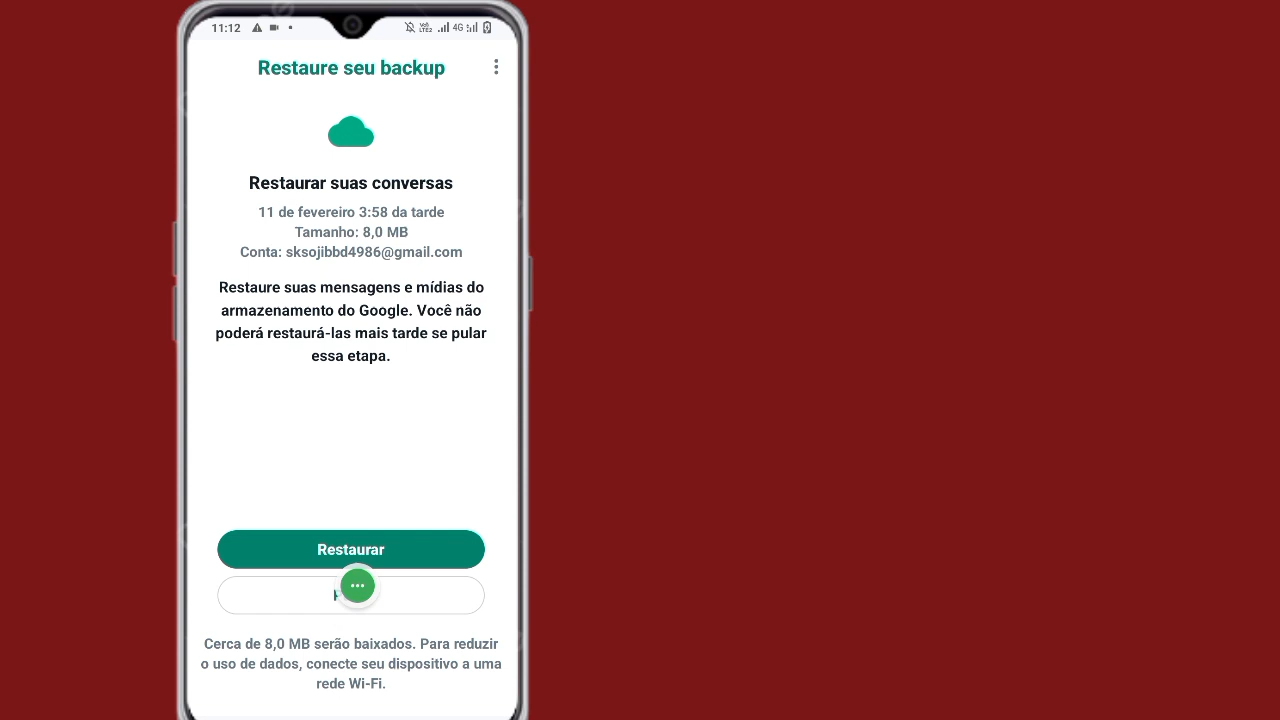 11:12
VoIi LTE2 4G
Restaure seu backup
Restaurar suas conversas
11 de fevereiro 3:58 da tarde
Tamanho: 8,0 MB
Conta: sksojibbd4986@gmail.com
Restaure suas mensagens e mídias do
armazenamento do Google. Você não
poderá restaurá-las mais tarde se pular
essa etapa.
Restaurar
Cerca de 8,0 MB serão baixados. Para reduzir
o uso de dados, conecte seu dispositivo a uma
rede Wi-Fi.